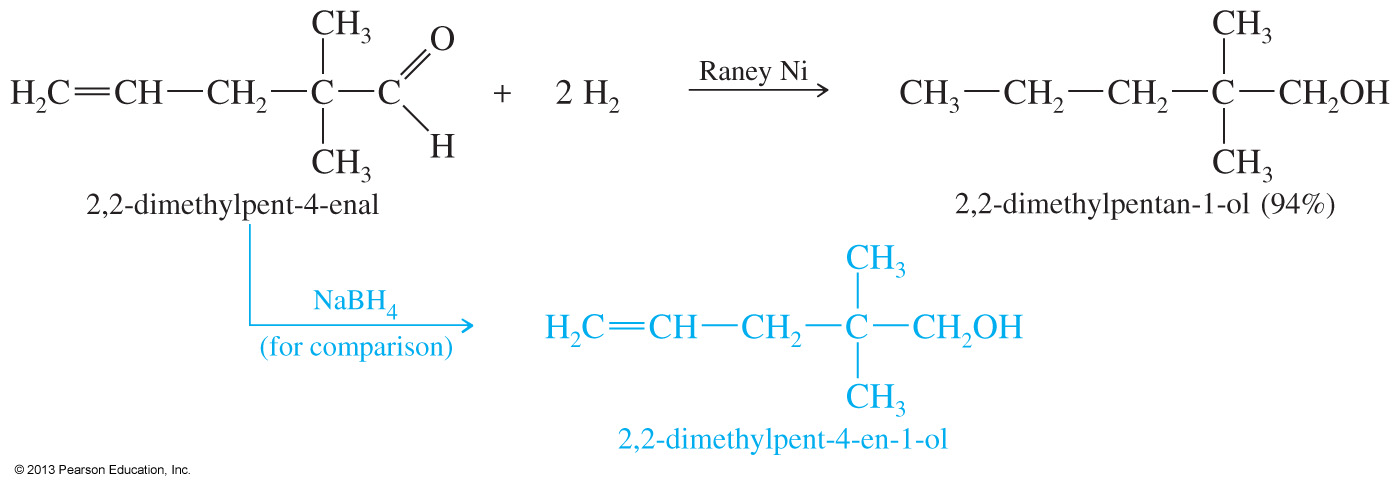 CH₃ O
H₂C=CH—CH₂—C—C + 2 H₂ Raney Ni CH₃—CH₂—CH₂—C—CH₂OH
CH₃ H CH₃
CH₃
2,2-dimethylpent-4-enal 2,2-dimethylpentan-1-ol (94%)
NaBH₄
(for comparison)
CH₃
H₂C=CH—CH₂—C—CH₂OH
CH₃
2,2-dimethylpent-4-en-1-ol
© 2013 Pearson Education, Inc.